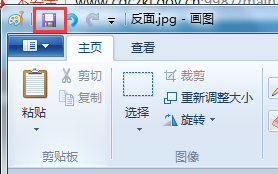 反面.jpg - 画图
主页 查看
粘贴
剪切
复制
剪贴板
选择
裁剪
重新调整大小
旋转
图像